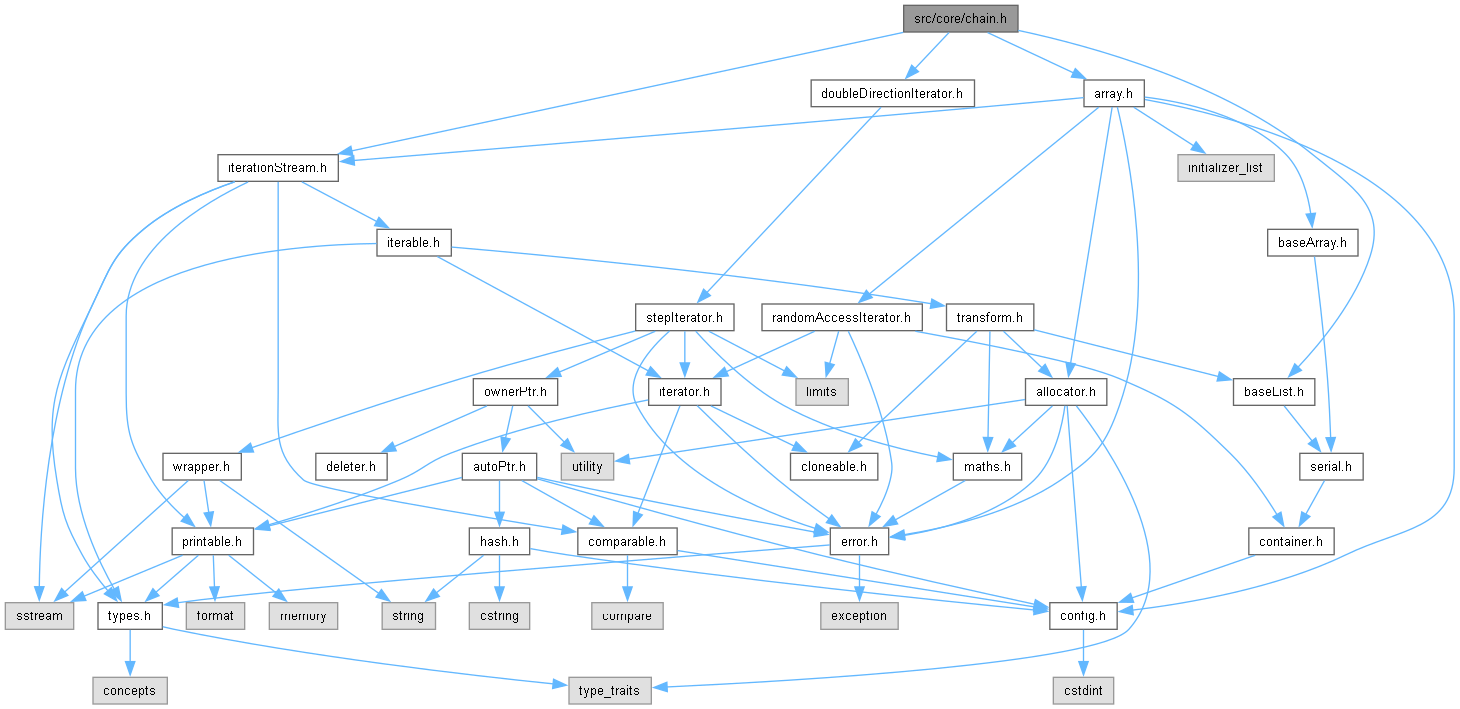 src/core/chain.h
doubleDirectionIterator.h
array.h
iterationStream.h
initializer_list
iterable.h
baseArray.h
stepIterator.h
randomAccessIterator.h
transform.h
ownerPtr.h
iterator.h
limits
allocator.h
baseList.h
wrapper.h
deleter.h
autoPtr.h
utility
cloneable.h
maths.h
serial.h
printable.h
hash.h
comparable.h
error.h
container.h
sstream
types.h
format
memory
string
cstring
compare
exception
config.h
concepts
type_traits
cstdint